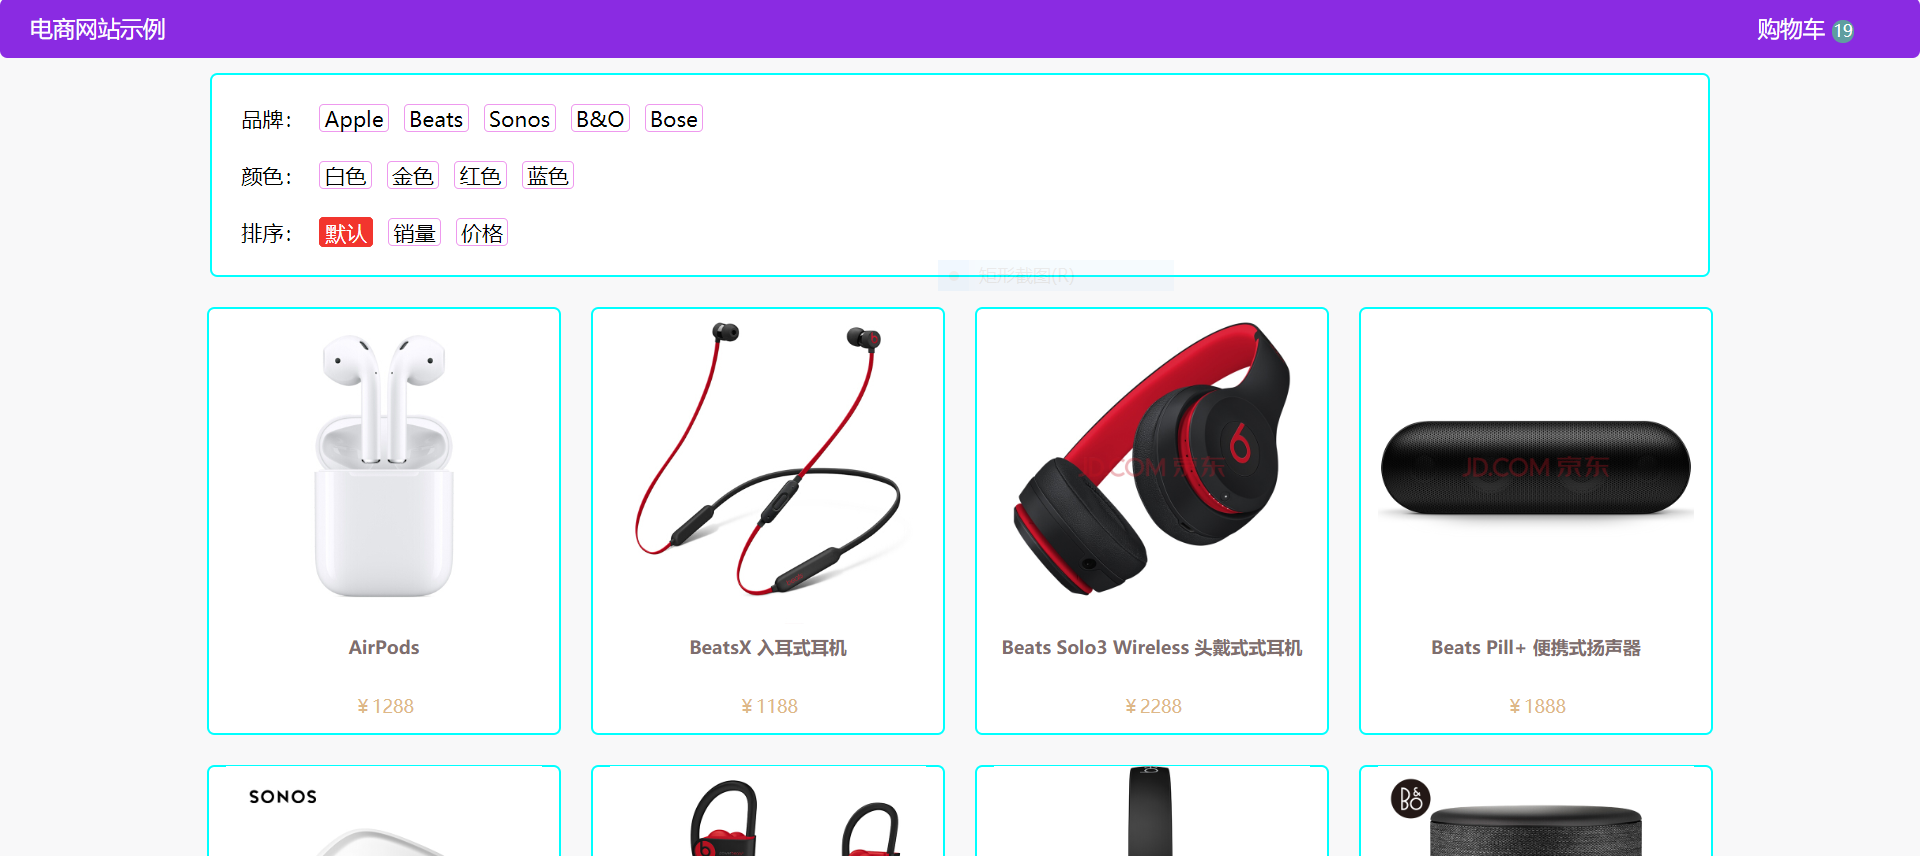 电商网站示例
购物车 19
品牌： Apple Beats Sonos B&O Bose
颜色： 白色 金色 红色 蓝色
排序： 默认 销量 价格
矩形截图(R)
JD.COM 京东
JD.COM 京东
AirPods
BeatsX 入耳式耳机
Beats Solo3 Wireless 头戴式式耳机
Beats Pill+ 便携式扬声器
¥1288
¥1188
¥2288
¥1888
SONOS
B&O